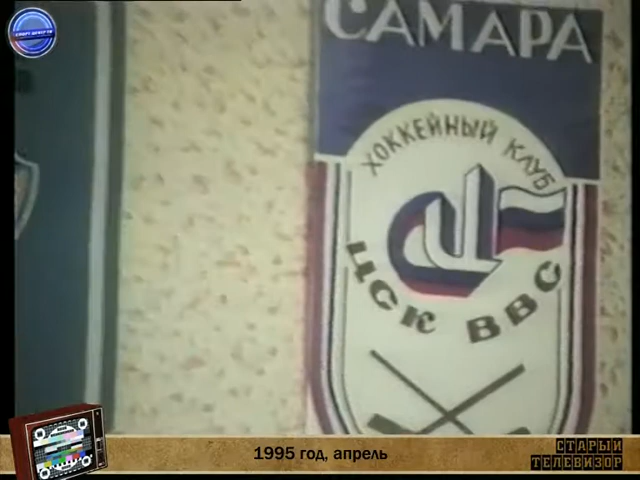 САМАРА
ХОККЕЙНЫЙ КЛУБ
ЦСК ВВС
1995 год, апрель
СТАРЫЙ
ТЕЛЕВИЗОР